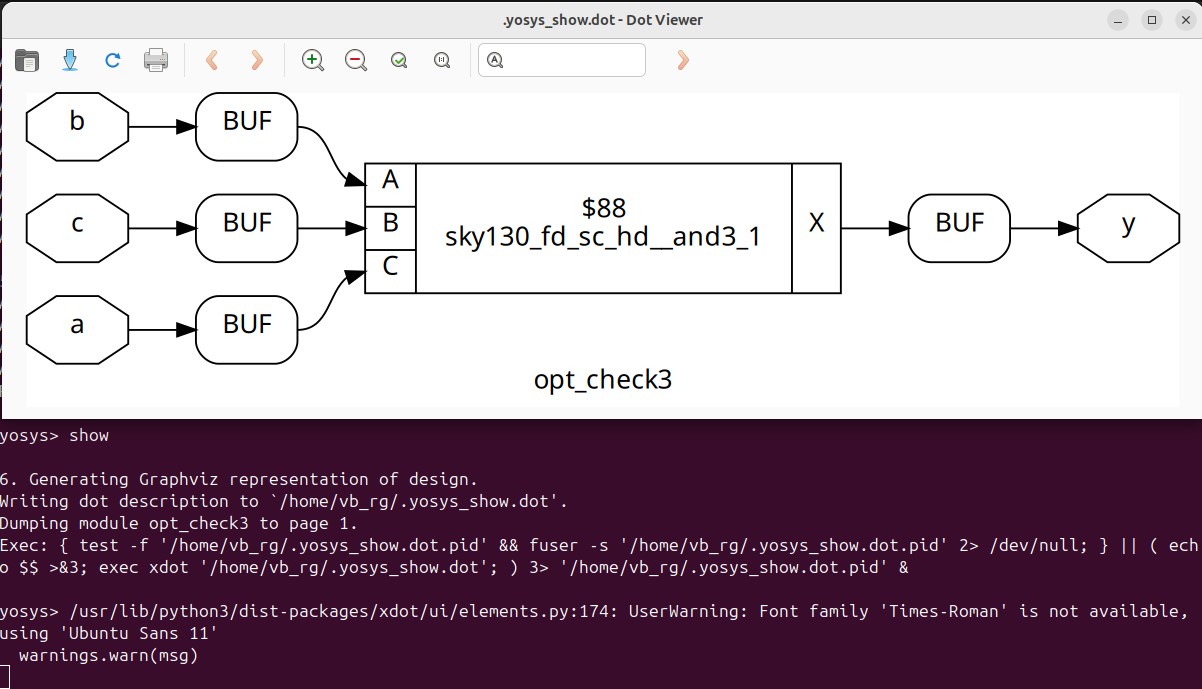 .yosys_show.dot - Dot Viewer
b
BUF
c
BUF
a
BUF
A
B
C
$88
sky130_fd_sc_hd__and3_1
X
BUF
y
opt_check3
yosys> show
6. Generating Graphviz representation of design.
Writing dot description to `/home/vb_rg/.yosys_show.dot'.
Dumping module opt_check3 to page 1.
Exec: { test -f '/home/vb_rg/.yosys_show.dot.pid' && fuser -s '/home/vb_rg/.yosys_show.dot.pid' 2> /dev/null; } || ( ech
o $$ >&3; exec xdot '/home/vb_rg/.yosys_show.dot'; ) 3> '/home/vb_rg/.yosys_show.dot.pid' &
yosys> /usr/lib/python3/dist-packages/xdot/ui/elements.py:174: UserWarning: Font family 'Times-Roman' is not available,
using 'Ubuntu Sans 11'
  warnings.warn(msg)